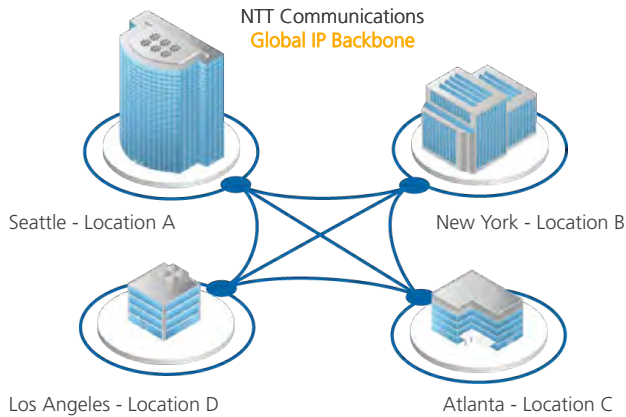 NTT Communications
Global IP Backbone
Seattle - Location A
New York - Location B
Los Angeles - Location D
Atlanta - Location C